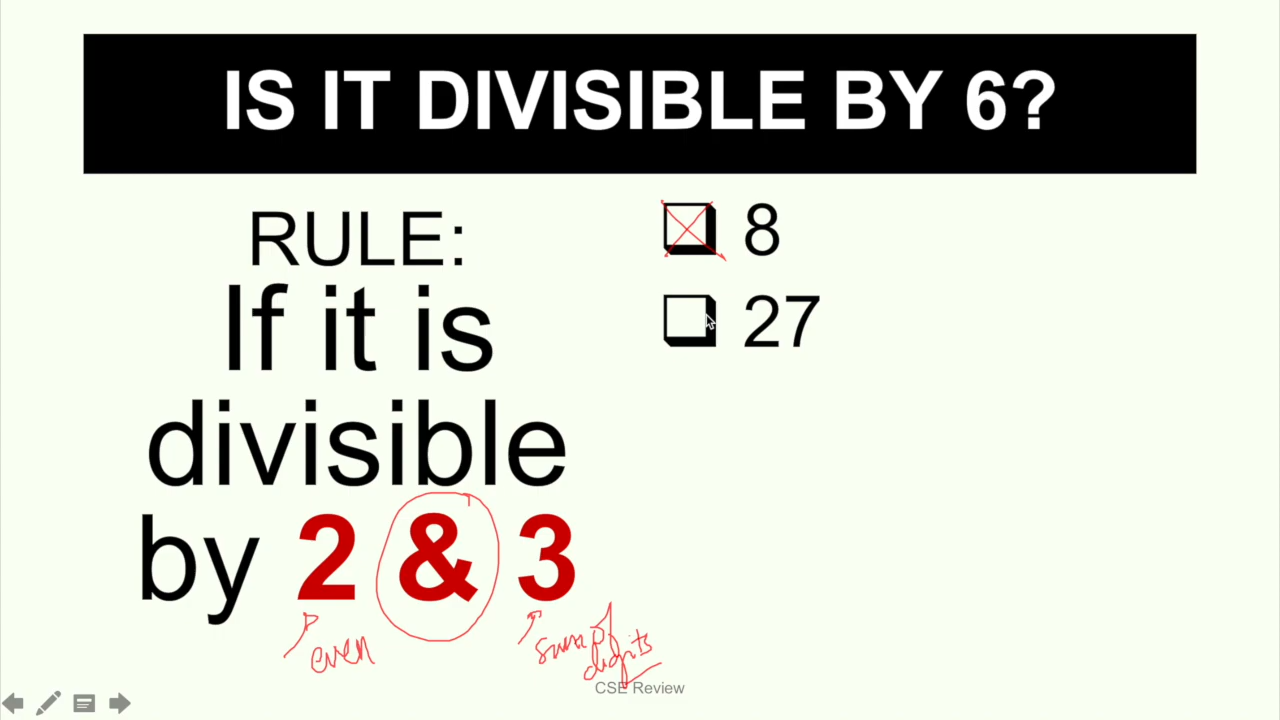 IS IT DIVISIBLE BY 6?
RULE:
If it is
divisible
by 2 & 3
even
sum of
digits
8
27
CSE Review